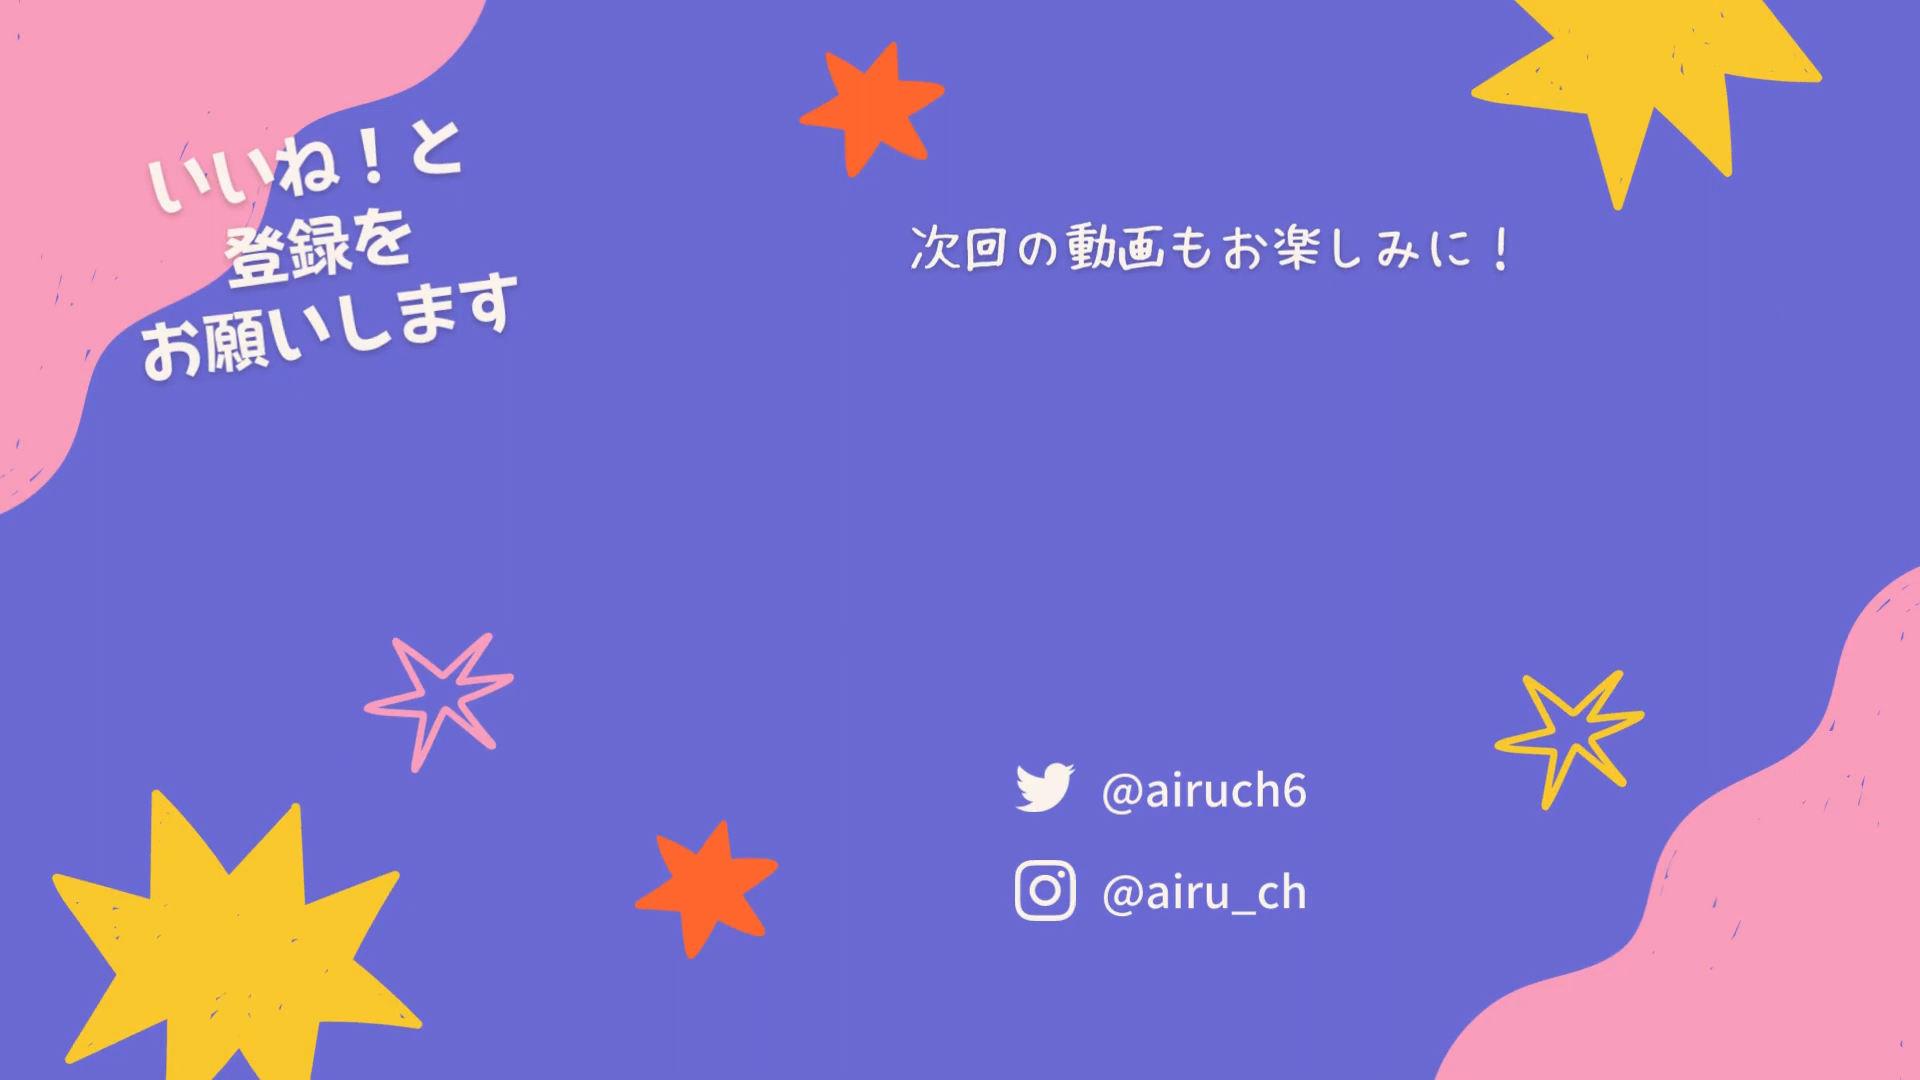 いいね！と
登録を
お願いします
次回の動画もお楽しみに！
@airuch6
@airu_ch